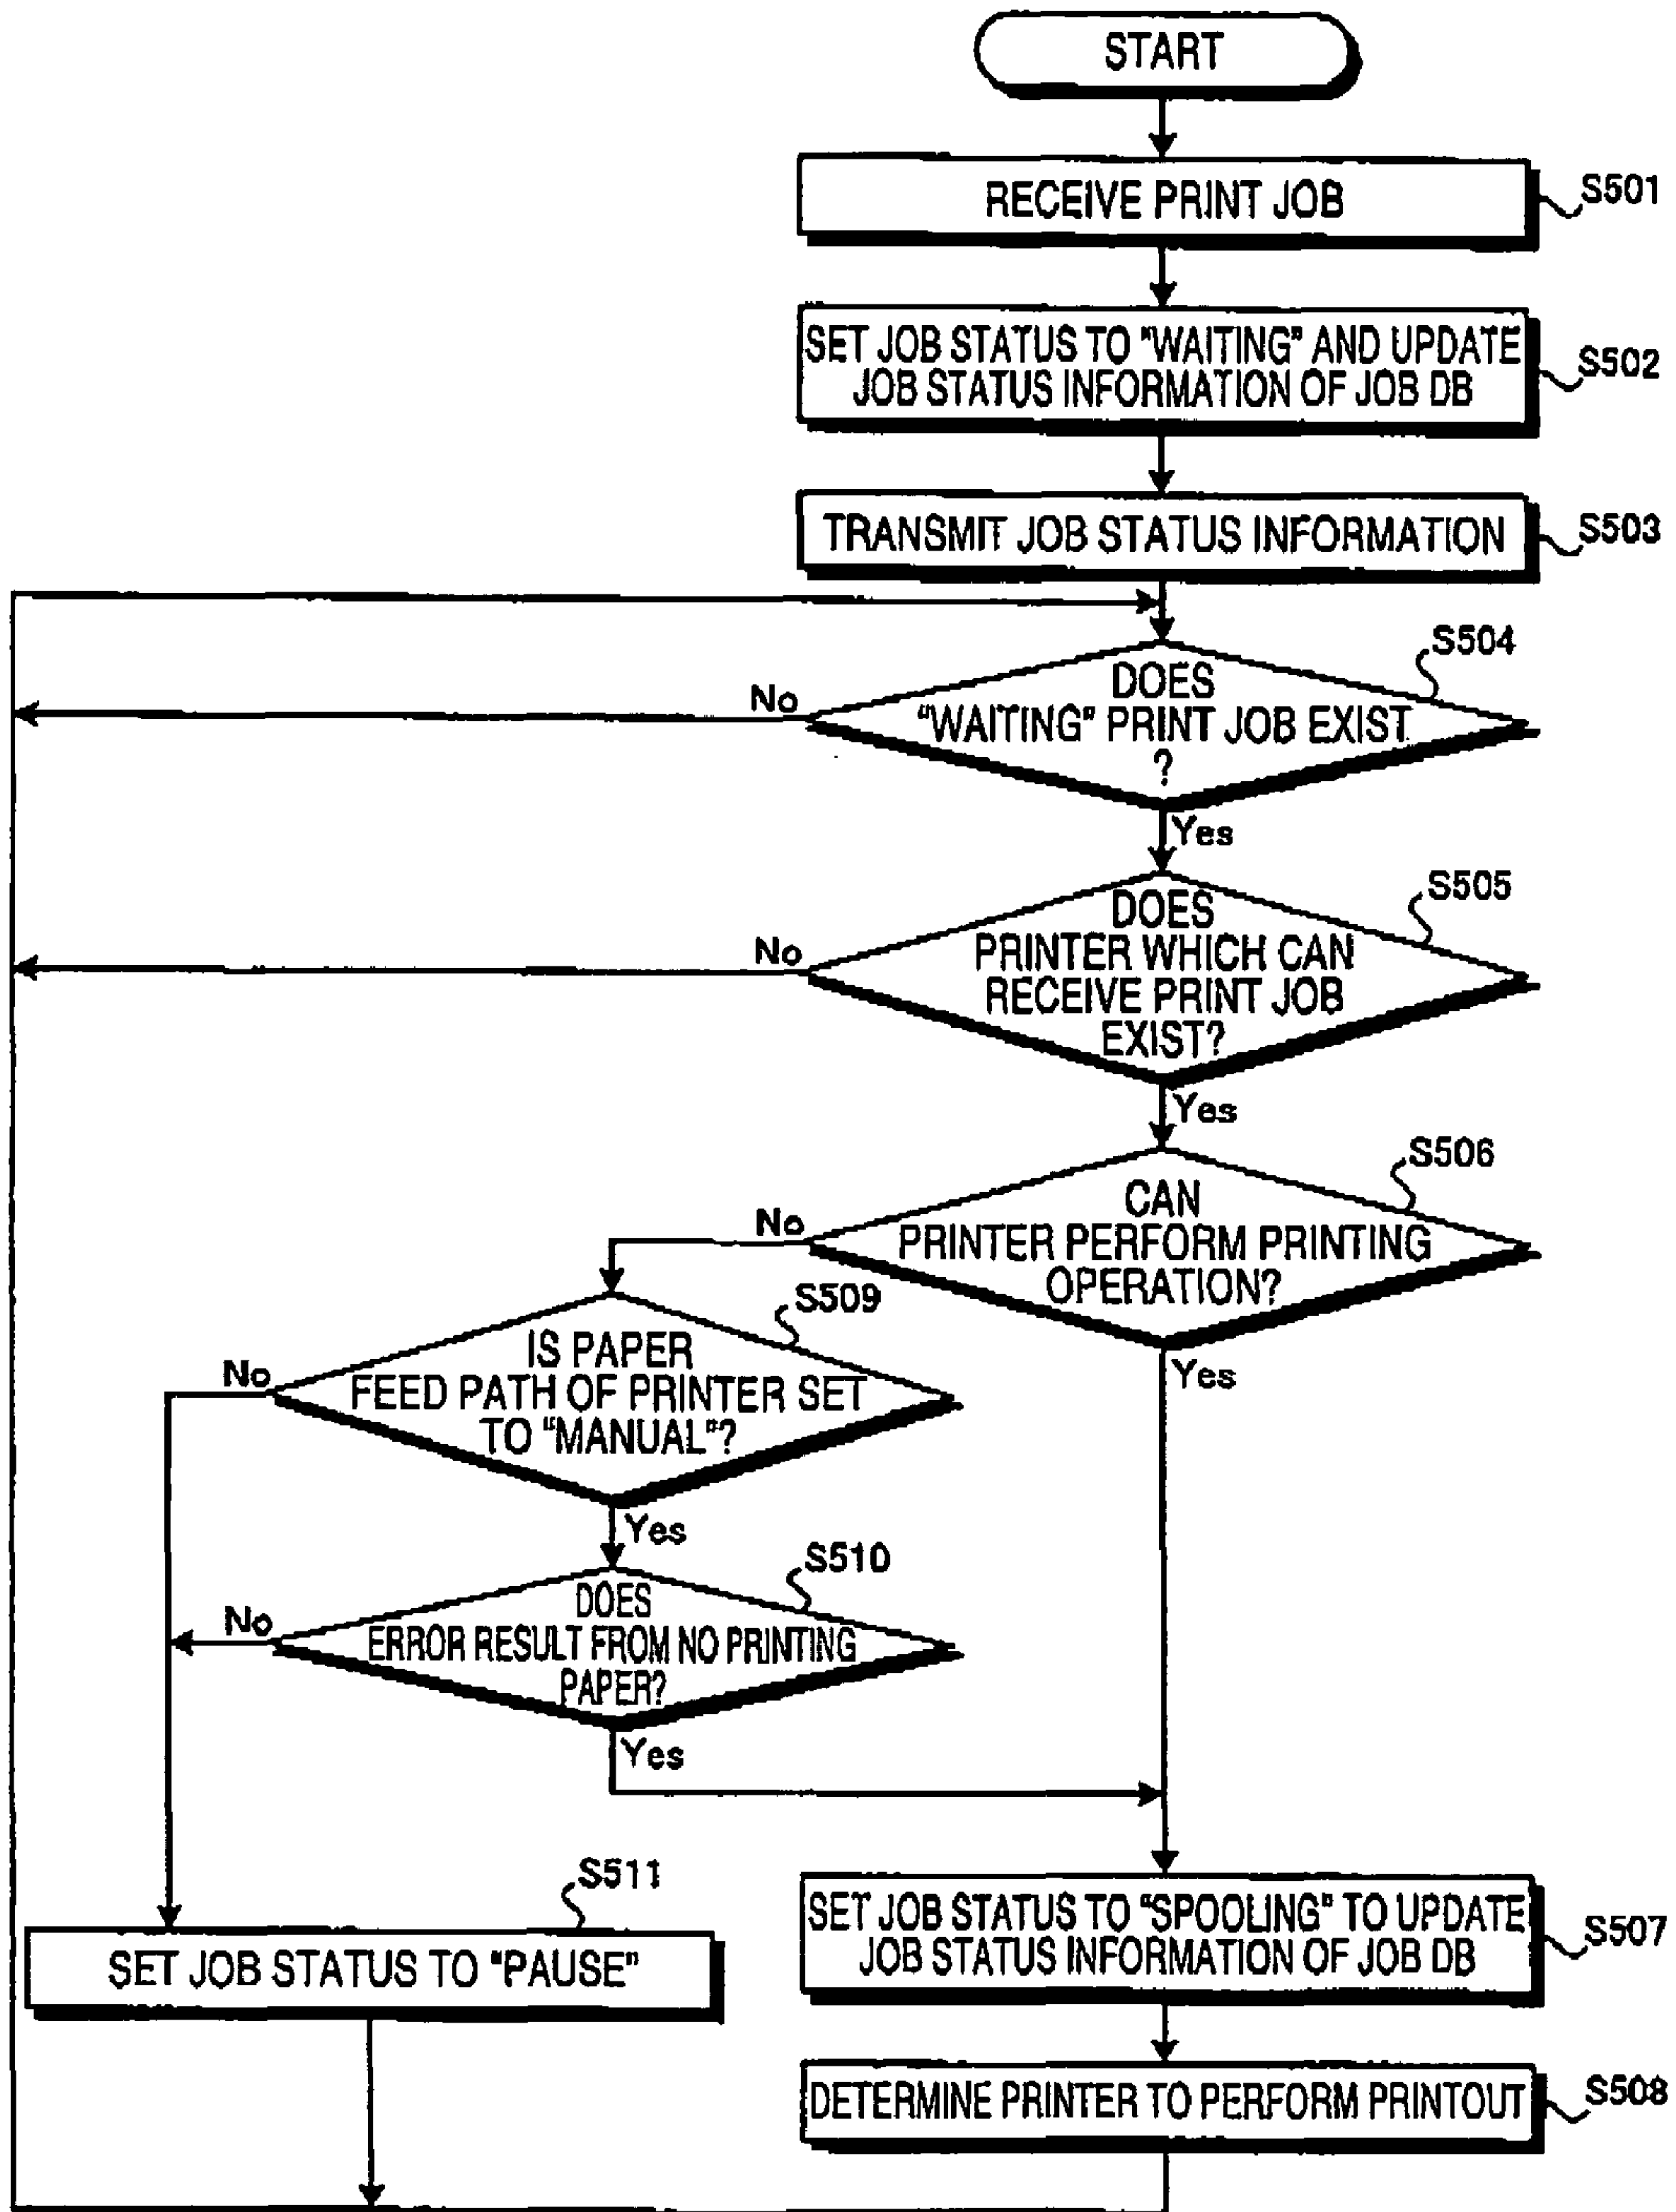 START
RECEIVE PRINT JOB
S501
SET JOB STATUS TO "WAITING" AND UPDATE
JOB STATUS INFORMATION OF JOB DB
S502
TRANSMIT JOB STATUS INFORMATION
S503
S504
DOES
"WAITING" PRINT JOB EXIST
?
No
Yes
S505
DOES
PRINTER WHICH CAN
RECEIVE PRINT JOB
EXIST?
No
Yes
S506
CAN
PRINTER PERFORM PRINTING
OPERATION?
No
Yes
S509
IS PAPER
FEED PATH OF PRINTER SET
TO "MANUAL"?
No
Yes
S510
DOES
ERROR RESULT FROM NO PRINTING
PAPER?
No
Yes
S511
SET JOB STATUS TO "PAUSE"
SET JOB STATUS TO "SPOOLING" TO UPDATE
JOB STATUS INFORMATION OF JOB DB
S507
DETERMINE PRINTER TO PERFORM PRINTOUT
S508